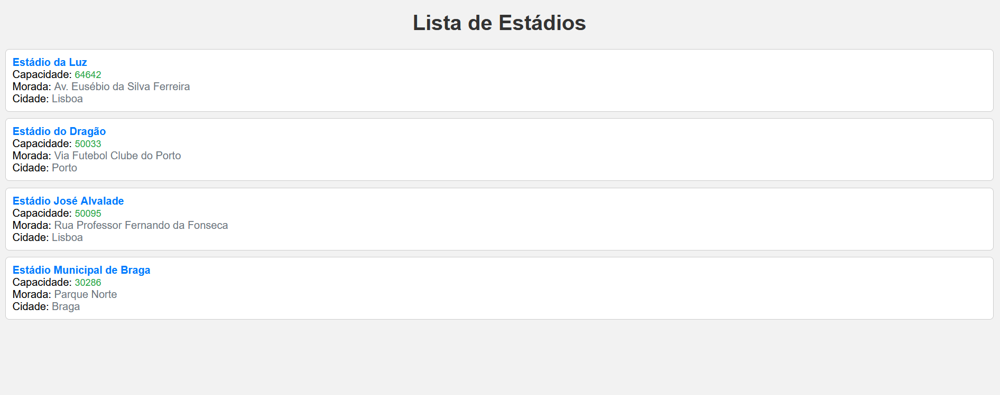 Lista de Estádios
Estádio da Luz
Capacidade: 64642
Morada: Av. Eusébio da Silva Ferreira
Cidade: Lisboa
Estádio do Dragão
Capacidade: 50033
Morada: Via Futebol Clube do Porto
Cidade: Porto
Estádio José Alvalade
Capacidade: 50095
Morada: Rua Professor Fernando da Fonseca
Cidade: Lisboa
Estádio Municipal de Braga
Capacidade: 30286
Morada: Parque Norte
Cidade: Braga